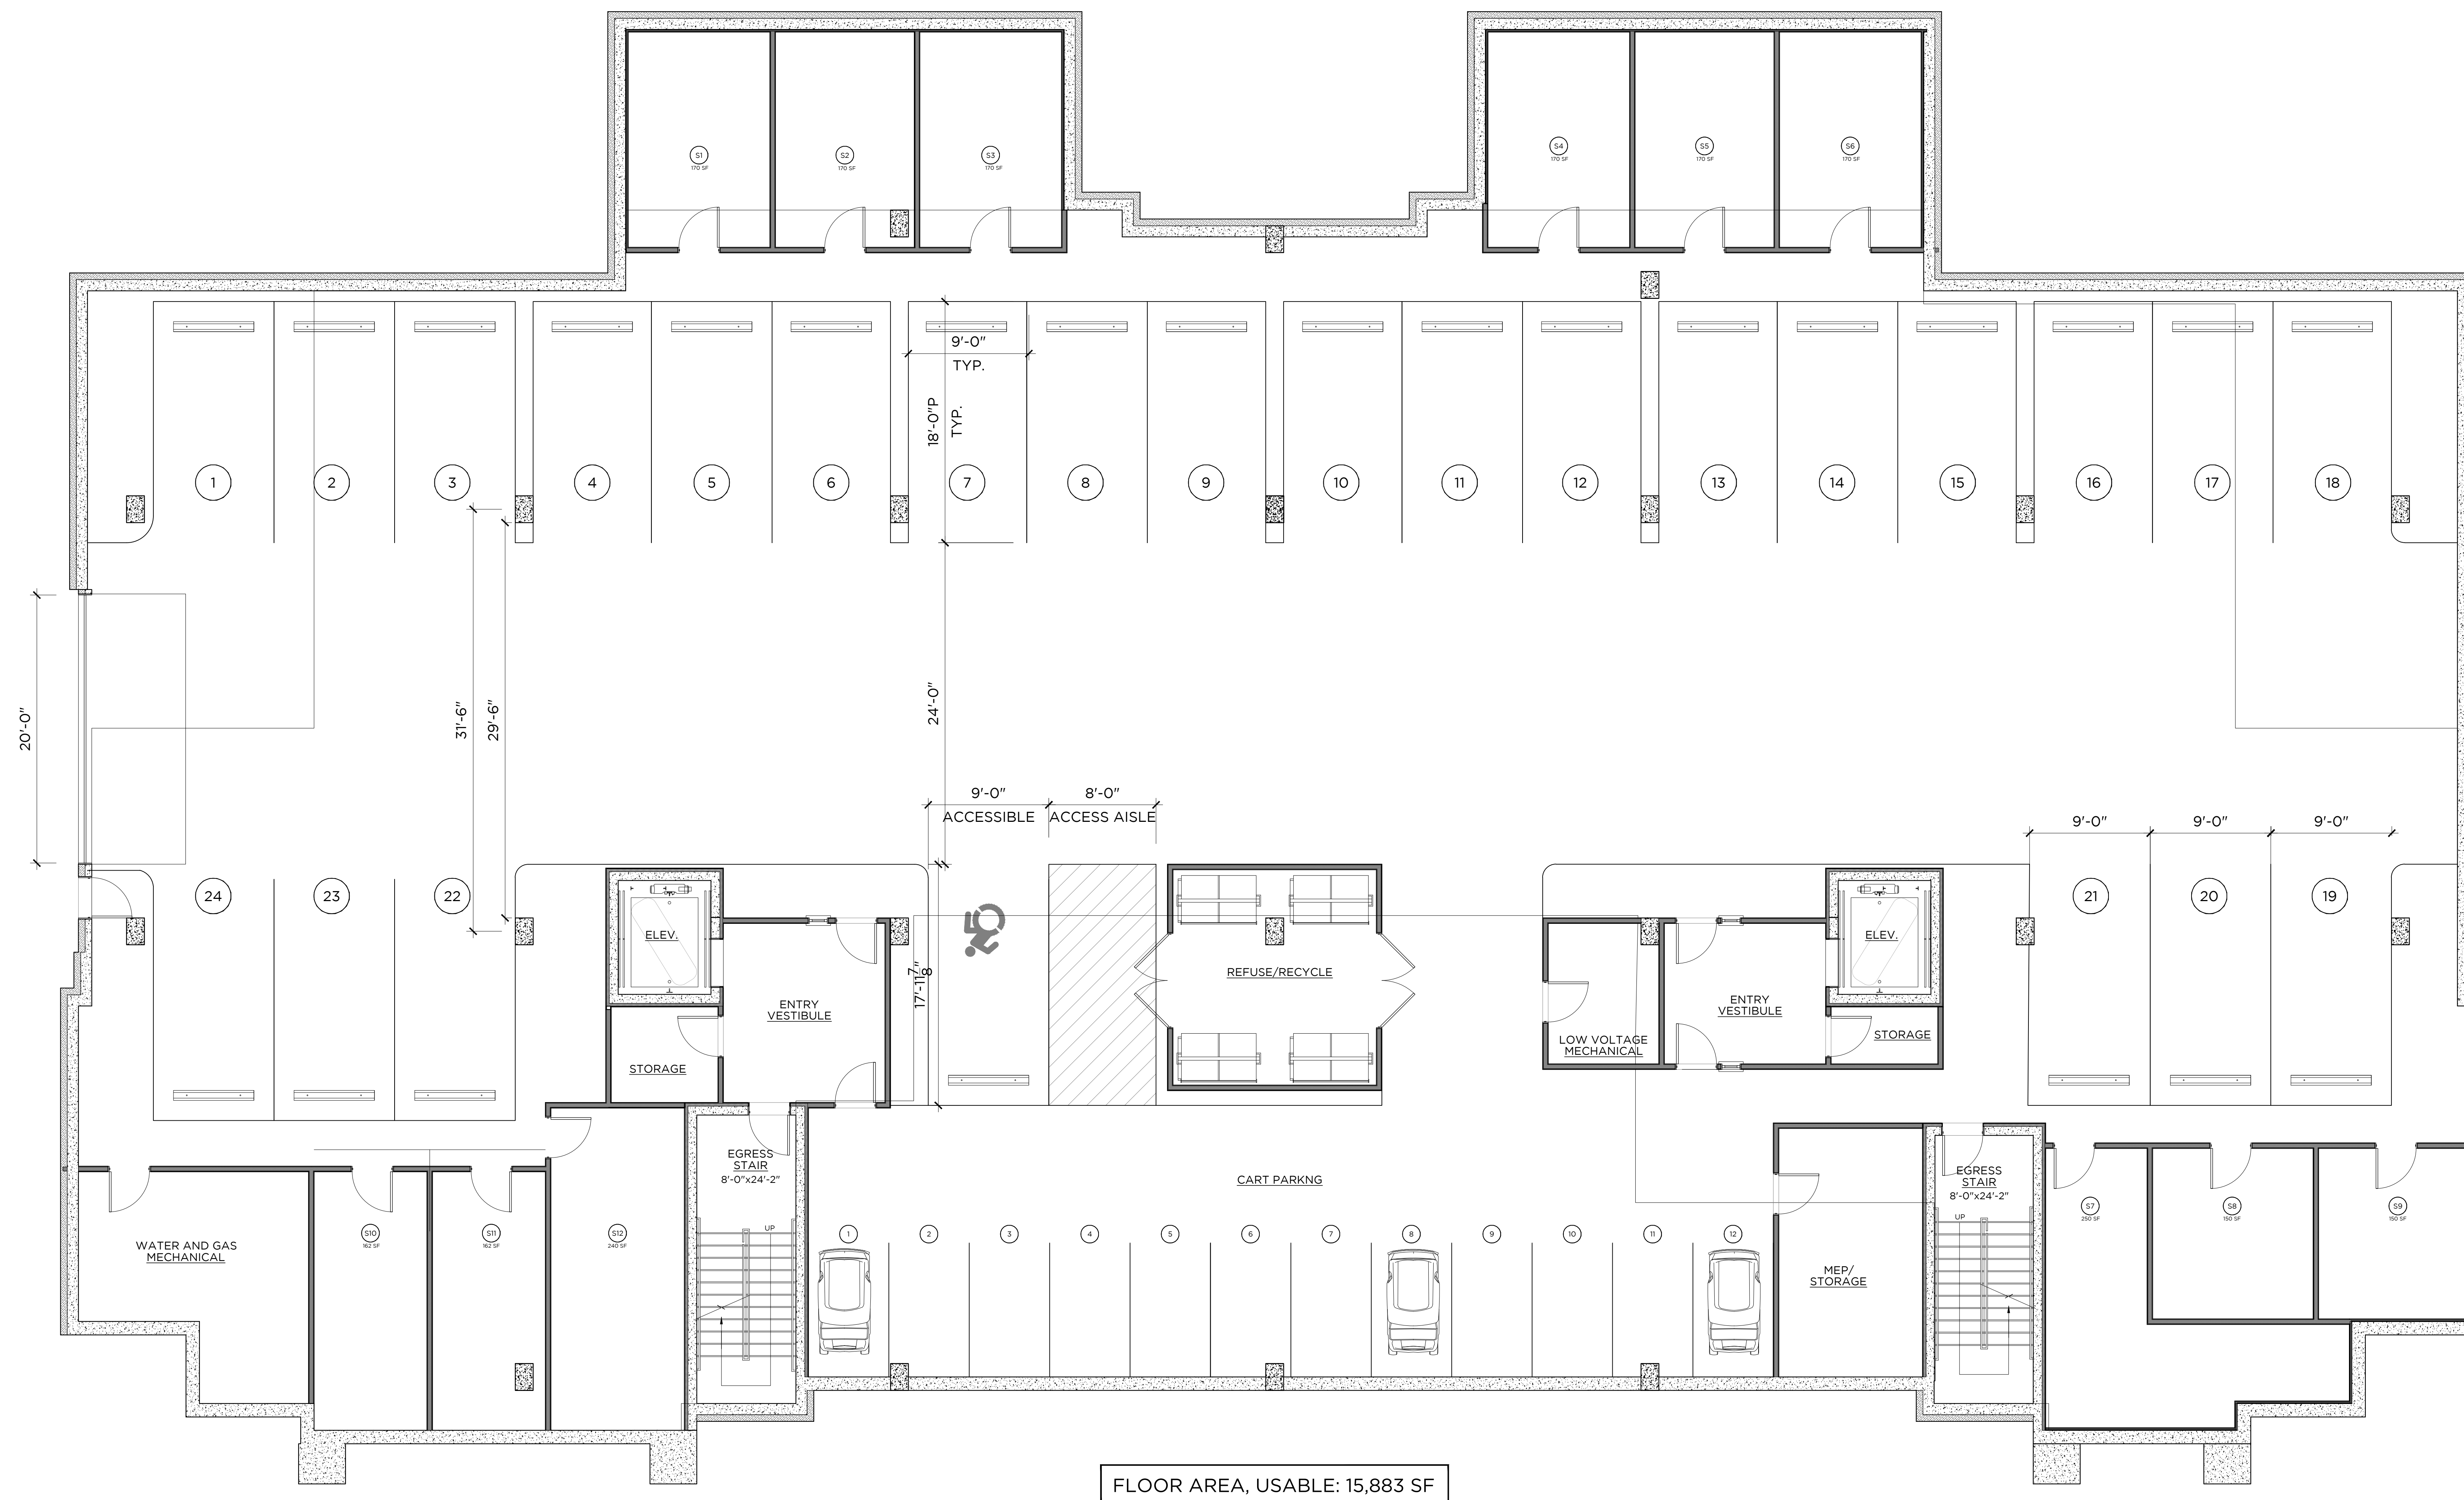 S1
170 SF
S2
170 SF
S3
170 SF
S4
170 SF
S5
170 SF
S6
170 SF
9'-0"
TYP.
18'-0"P
TYP.
1
2
3
4
5
6
7
8
9
10
11
12
13
14
15
16
17
18
20'-0"
31'-6"
29'-6"
24'-0"
9'-0"
ACCESSIBLE
8'-0"
ACCESS AISLE
9'-0"
9'-0"
9'-0"
24
23
22
21
20
19
ELEV.
ELEV.
17'-11 7/8"
REFUSE/RECYCLE
ENTRY
VESTIBULE
ENTRY
VESTIBULE
LOW VOLTAGE
MECHANICAL
STORAGE
STORAGE
EGRESS
STAIR
8'-0"x24'-2"
CART PARKNG
EGRESS
STAIR
8'-0"x24'-2"
UP
UP
WATER AND GAS
MECHANICAL
S10
162 SF
S11
162 SF
S12
240 SF
1
2
3
4
5
6
7
8
9
10
11
12
MEP/
STORAGE
S7
250 SF
S8
150 SF
S9
150 SF
FLOOR AREA, USABLE: 15,883 SF